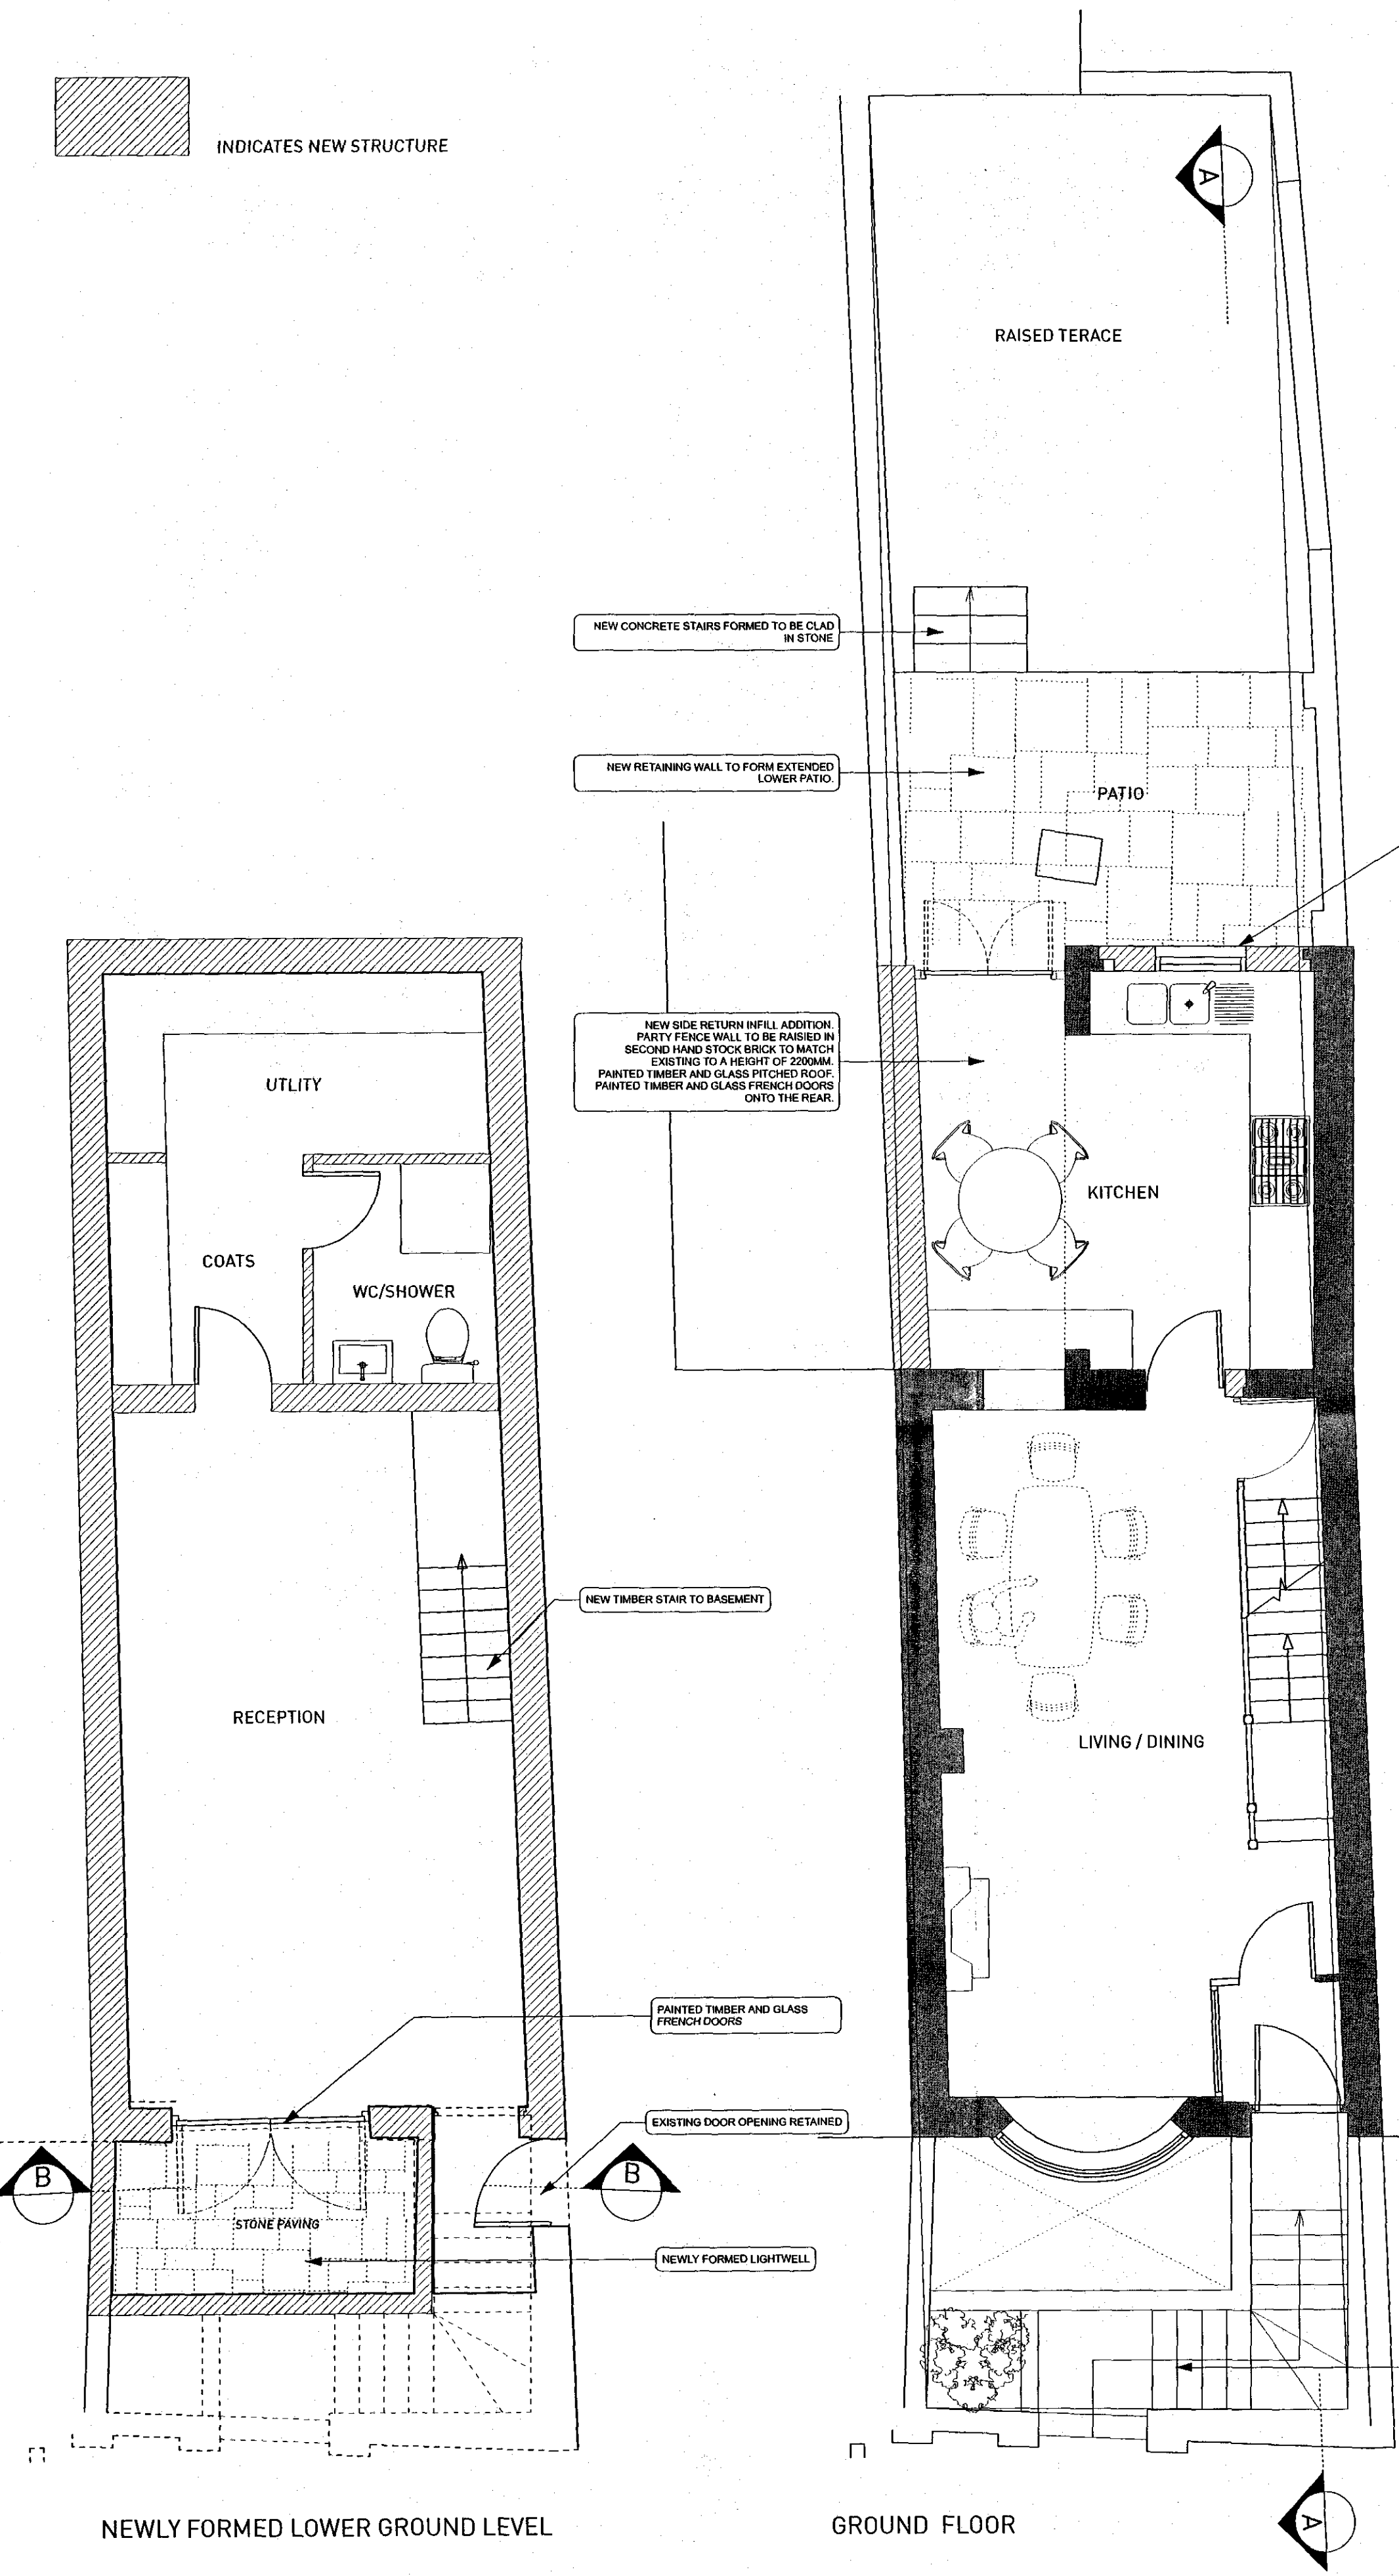 INDICATES NEW STRUCTURE
A
RAISED TERACE
NEW CONCRETE STAIRS FORMED TO BE CLAD
IN STONE
NEW RETAINING WALL TO FORM EXTENDED
LOWER PATIO.
PATIO
NEW SIDE RETURN INFILL ADDITION.
PARTY FENCE WALL TO BE RAISIED IN
SECOND HAND STOCK BRICK TO MATCH
EXISTING TO A HEIGHT OF 2200MM.
PAINTED TIMBER AND GLASS PITCHED ROOF.
PAINTED TIMBER AND GLASS FRENCH DOORS
ONTO THE REAR.
UTLITY
KITCHEN
COATS
WC/SHOWER
NEW TIMBER STAIR TO BASEMENT
RECEPTION
LIVING / DINING
PAINTED TIMBER AND GLASS
FRENCH DOORS
EXISTING DOOR OPENING RETAINED
B
B
STONE PAVING
NEWLY FORMED LIGHTWELL
NEWLY FORMED LOWER GROUND LEVEL
GROUND FLOOR
A